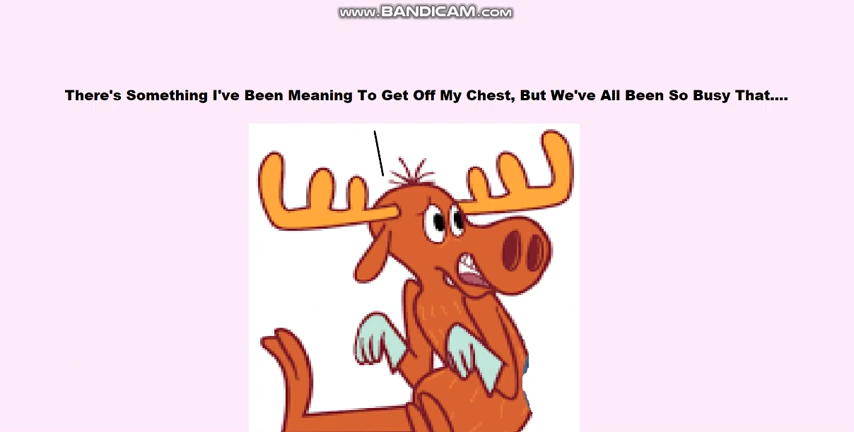 www.BANDICAM.com
There's Something I've Been Meaning To Get Off My Chest, But We've All Been So Busy That....